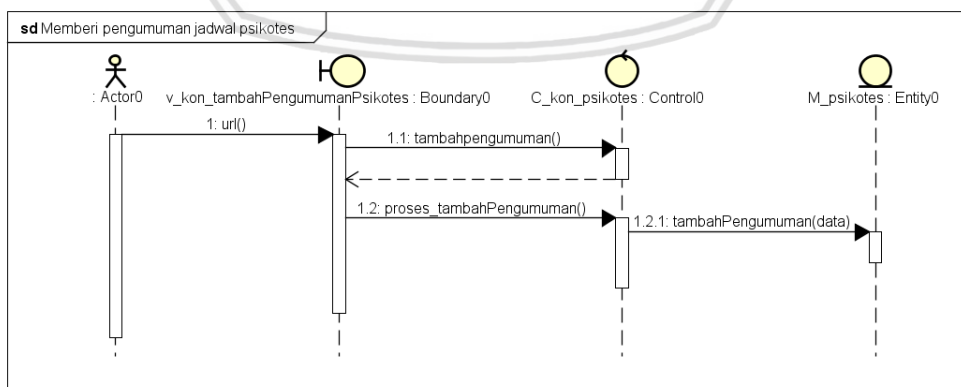 sd Memberi pengumuman jadwal psikotes
: Actor0
v_kon_tambahPengumumanPsikotes : Boundary0
C_kon_psikotes : Control0
M_psikotes : Entity0
1: url()
1.1: tambahpengumuman()
1.2: proses_tambahPengumuman()
1.2.1: tambahPengumuman(data)